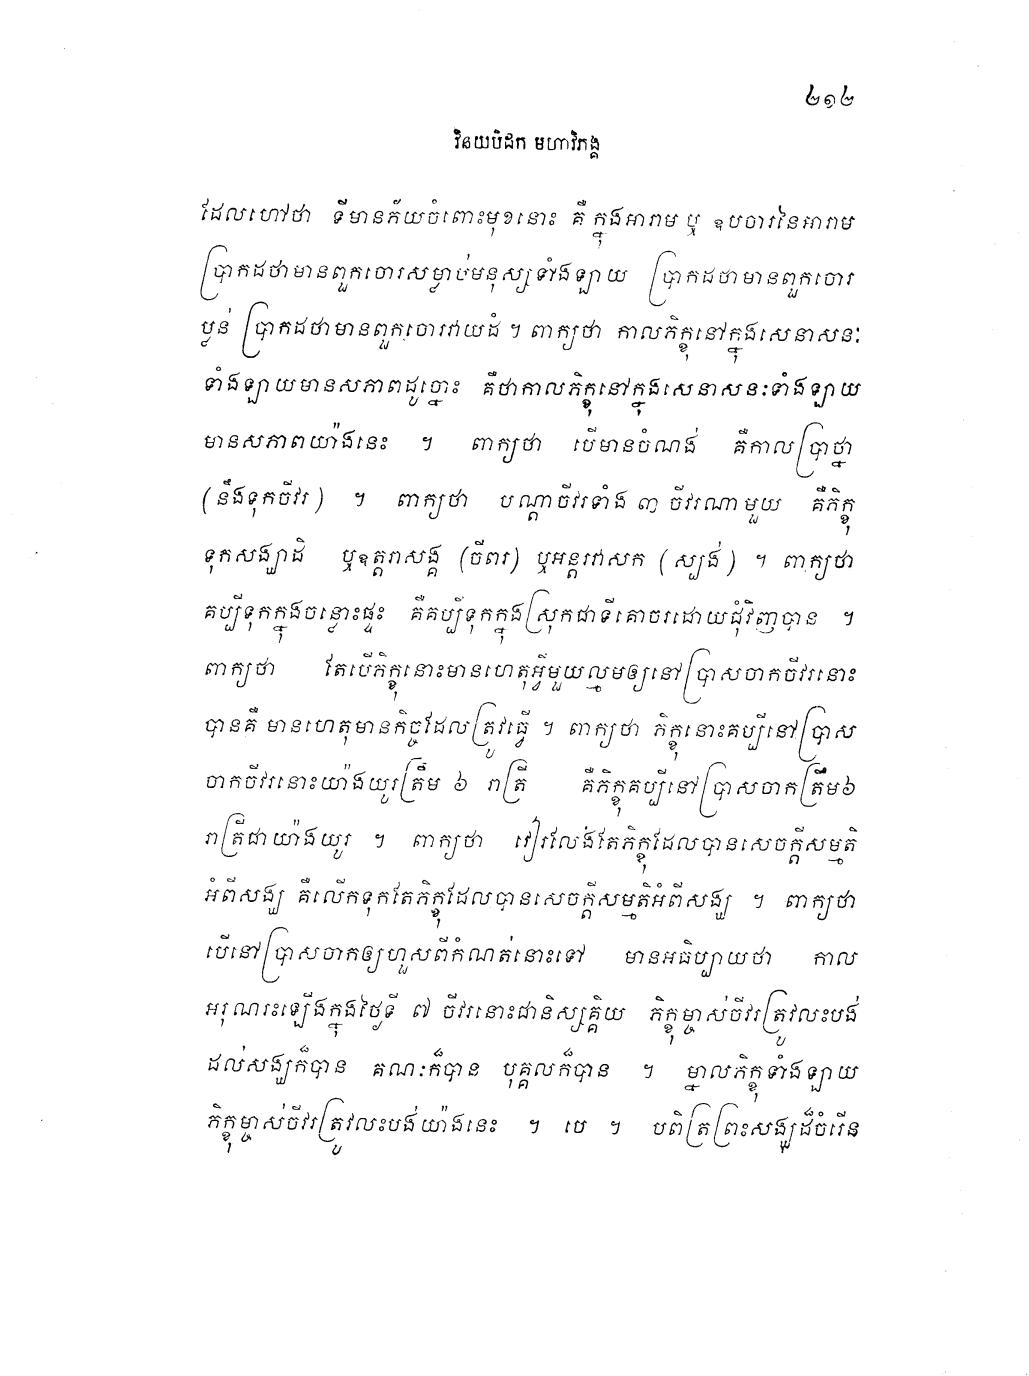 ២១២
វិនយបិដក មហាវិភង្គ
ដែលហៅថា ទីមានភ័យចំពោះមុខនោះ គឺ ក្នុងអារាម ឬ ឧបចារនៃអារាម
ប្រាកដថាមានពួកចោរសម្លាប់មនុស្សទាំងឡាយ ប្រាកដថាមានពួកចោរ
ប្លន់ ប្រាកដថាមានពួកចោរវាយដំ ។ ពាក្យថា កាលភិក្ខុនៅក្នុងសេនាសនៈ
ទាំងឡាយមានសភាពដូច្នោះ គឺថាកាលភិក្ខុនៅក្នុងសេនាសនៈទាំងឡាយ
មានសភាពយ៉ាងនេះ ។ ពាក្យថា បើមានចំណង់ គឺកាលប្រាថ្នា
(នឹងទុកចីវរ) ។ ពាក្យថា បណ្តាចីវរទាំង ៣ ចីវរណាមួយ គឺភិក្ខុ
ទុកសង្ឃាដិ ឬឧត្តរាសង្គ (ចីពរ) ឬអន្តរវាសក (ស្បង់) ។ ពាក្យថា
គប្បីទុកក្នុងចន្លោះផ្ទះ គឺគប្បីទុកក្នុងស្រុកជាទីគោចរដោយជុំវិញបាន ។
ពាក្យថា តែបើភិក្ខុនោះមានហេតុអ្វីមួយល្មមឲ្យនៅប្រាសចាកចីវរនោះ
បានគឺ មានហេតុមានកិច្ចដែលត្រូវធ្វើ ។ ពាក្យថា ភិក្ខុនោះគប្បីនៅប្រាស
ចាកចីវរនោះយ៉ាងយូរត្រឹម ៦ រាត្រី គឺភិក្ខុគប្បីនៅប្រាសចាកត្រឹម៦
រាត្រីជាយ៉ាងយូរ ។ ពាក្យថា វៀរលែងតែភិក្ខុដែលបានសេចក្តីសម្មតិ
អំពីសង្ឃ គឺលើកទុកតែភិក្ខុដែលបានសេចក្តីសម្មតិអំពីសង្ឃ ។ ពាក្យថា
បើនៅប្រាសចាកឲ្យហួសពីកំណត់នោះទៅ មានអធិប្បាយថា កាល
អរុណរះឡើងក្នុងថ្ងៃទី ៧ ចីវរនោះជានិស្សគ្គិយ ភិក្ខុម្ចាស់ចីវរត្រូវលះបង់
ដល់សង្ឃក៏បាន គណៈក៏បាន បុគ្គលក៏បាន ។ ម្នាលភិក្ខុទាំងឡាយ
ភិក្ខុម្ចាស់ចីវរត្រូវលះបង់យ៉ាងនេះ ។ បេ ។ បពិត្រព្រះសង្ឃដ៏ចំរើន